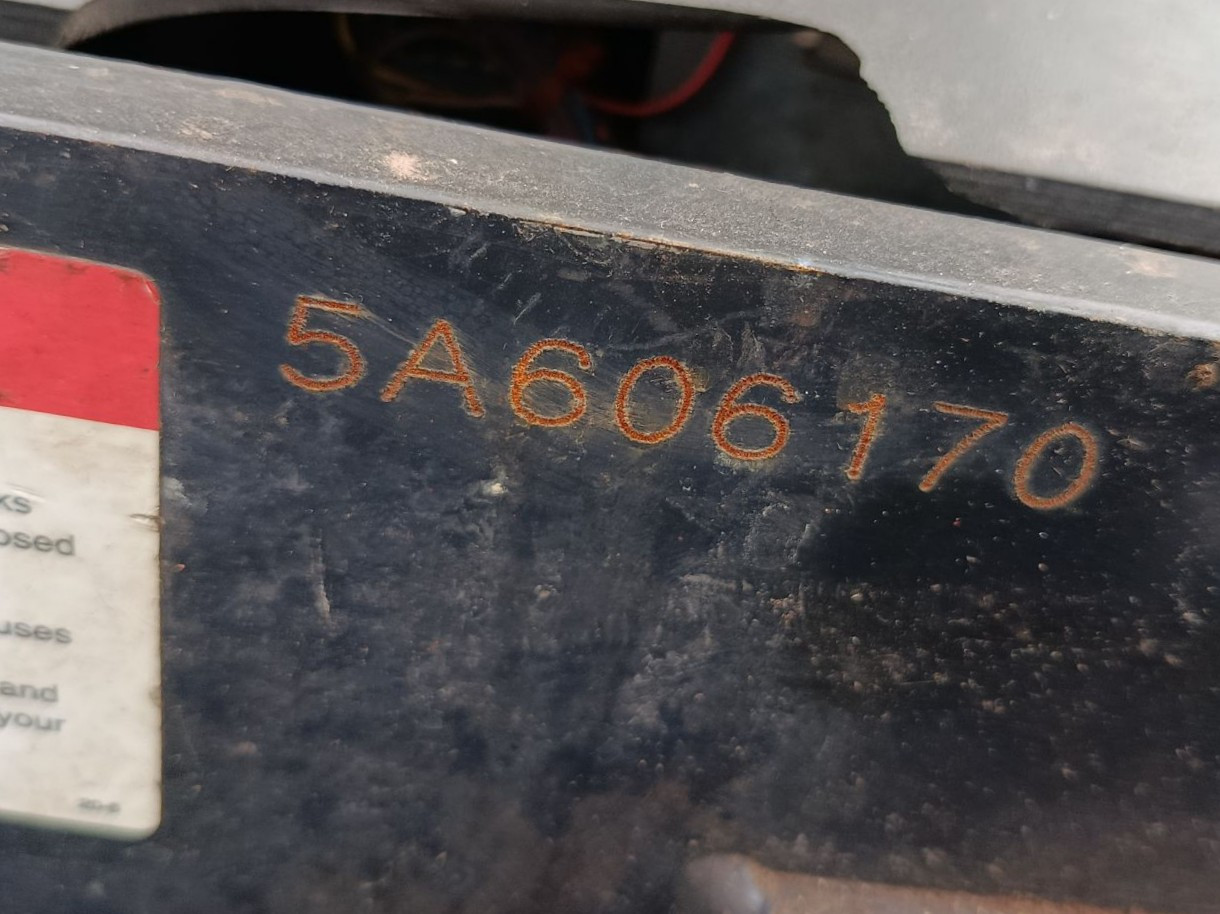 5A606170
ks
osed
uses
and
your